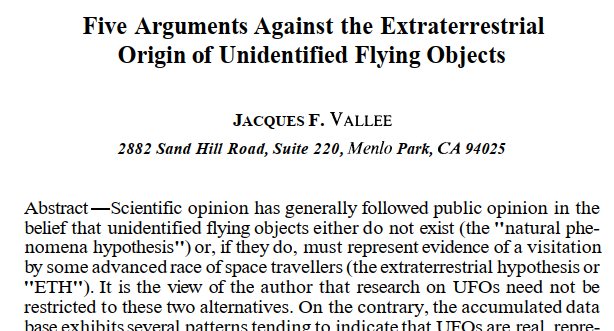 Five Arguments Against the Extraterrestrial
Origin of Unidentified Flying Objects
JACQUES F. VALLEE
2882 Sand Hill Road, Suite 220, Menlo Park, CA 94025
Abstract—Scientific opinion has generally followed public opinion in the
belief that unidentified flying objects either do not exist (the "natural phe-
nomena hypothesis") or, if they do, must represent evidence of a visitation
by some advanced race of space travellers (the extraterrestrial hypothesis or
"ETH"). It is the view of the author that research on UFOs need not be
restricted to these two alternatives. On the contrary, the accumulated data
base exhibits several patterns tending to indicate that UFOs are real, repre-